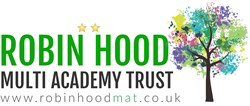 ROBIN HOOD
MULTI ACADEMY TRUST
www.robinhoodmat.co.uk